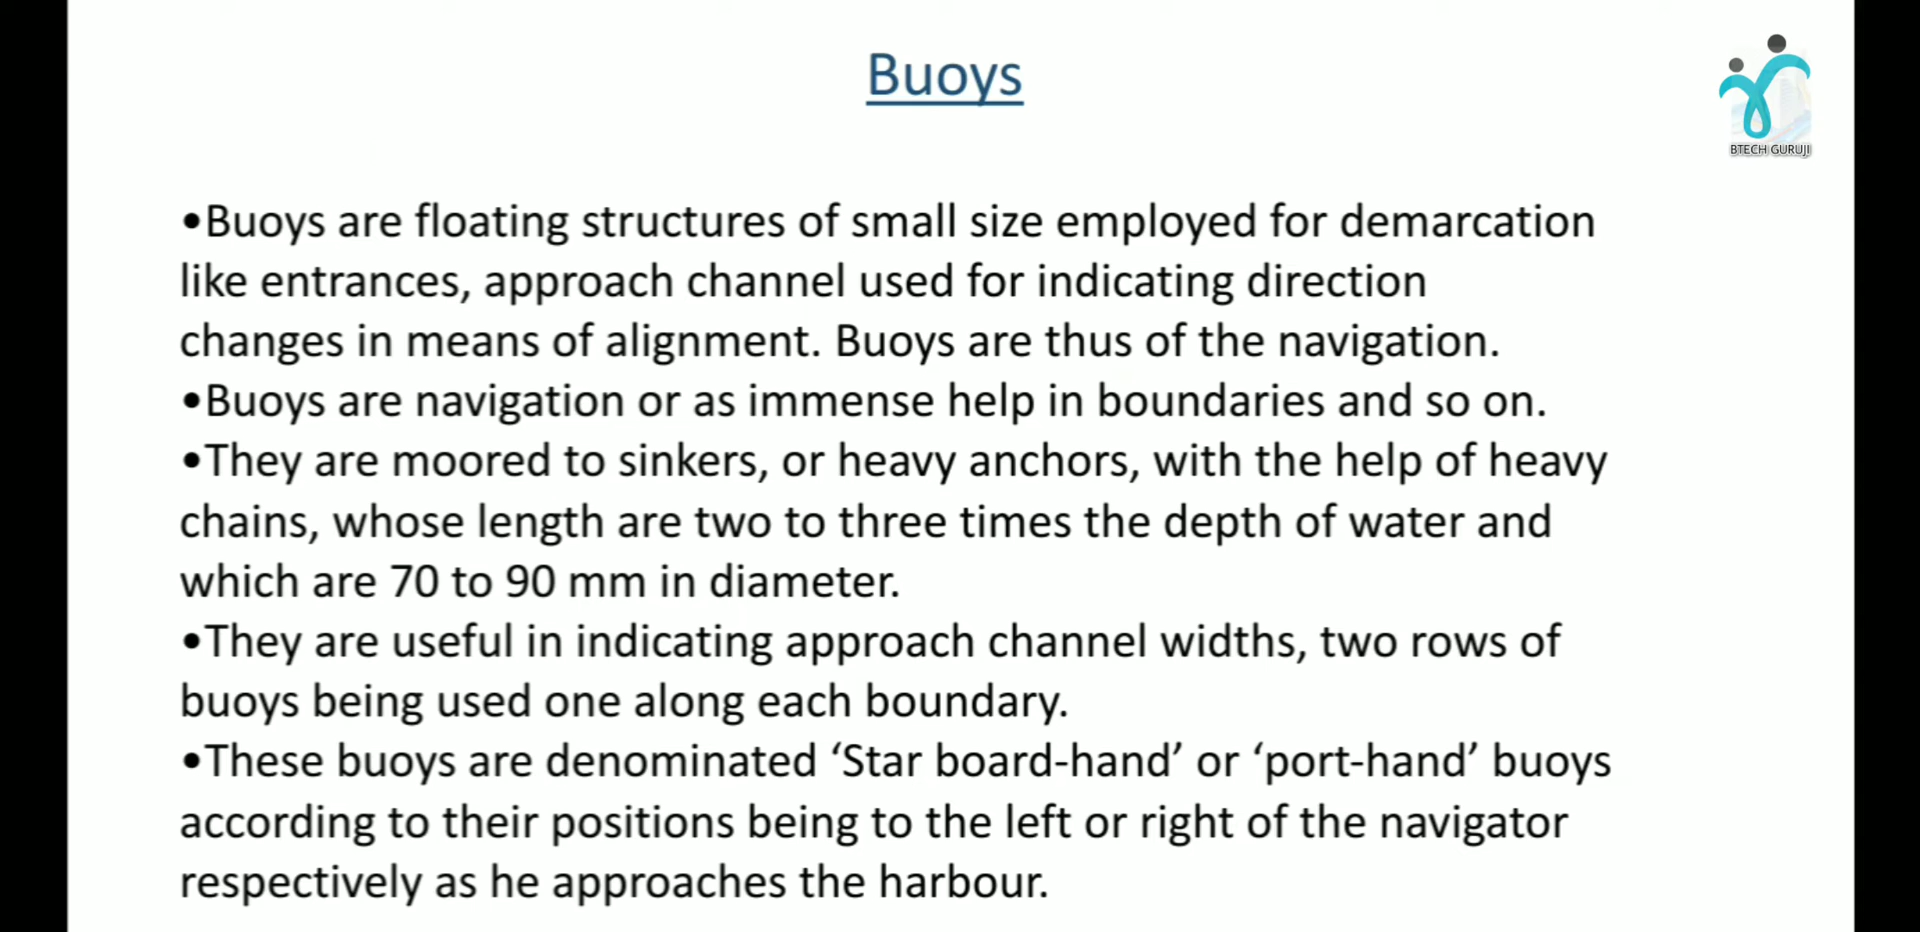 Buoys
BTECH GURUJI
•Buoys are floating structures of small size employed for demarcation
like entrances, approach channel used for indicating direction
changes in means of alignment. Buoys are thus of the navigation.
•Buoys are navigation or as immense help in boundaries and so on.
•They are moored to sinkers, or heavy anchors, with the help of heavy
chains, whose length are two to three times the depth of water and
which are 70 to 90 mm in diameter.
•They are useful in indicating approach channel widths, two rows of
buoys being used one along each boundary.
•These buoys are denominated ‘Star board-hand’ or ‘port-hand’ buoys
according to their positions being to the left or right of the navigator
respectively as he approaches the harbour.